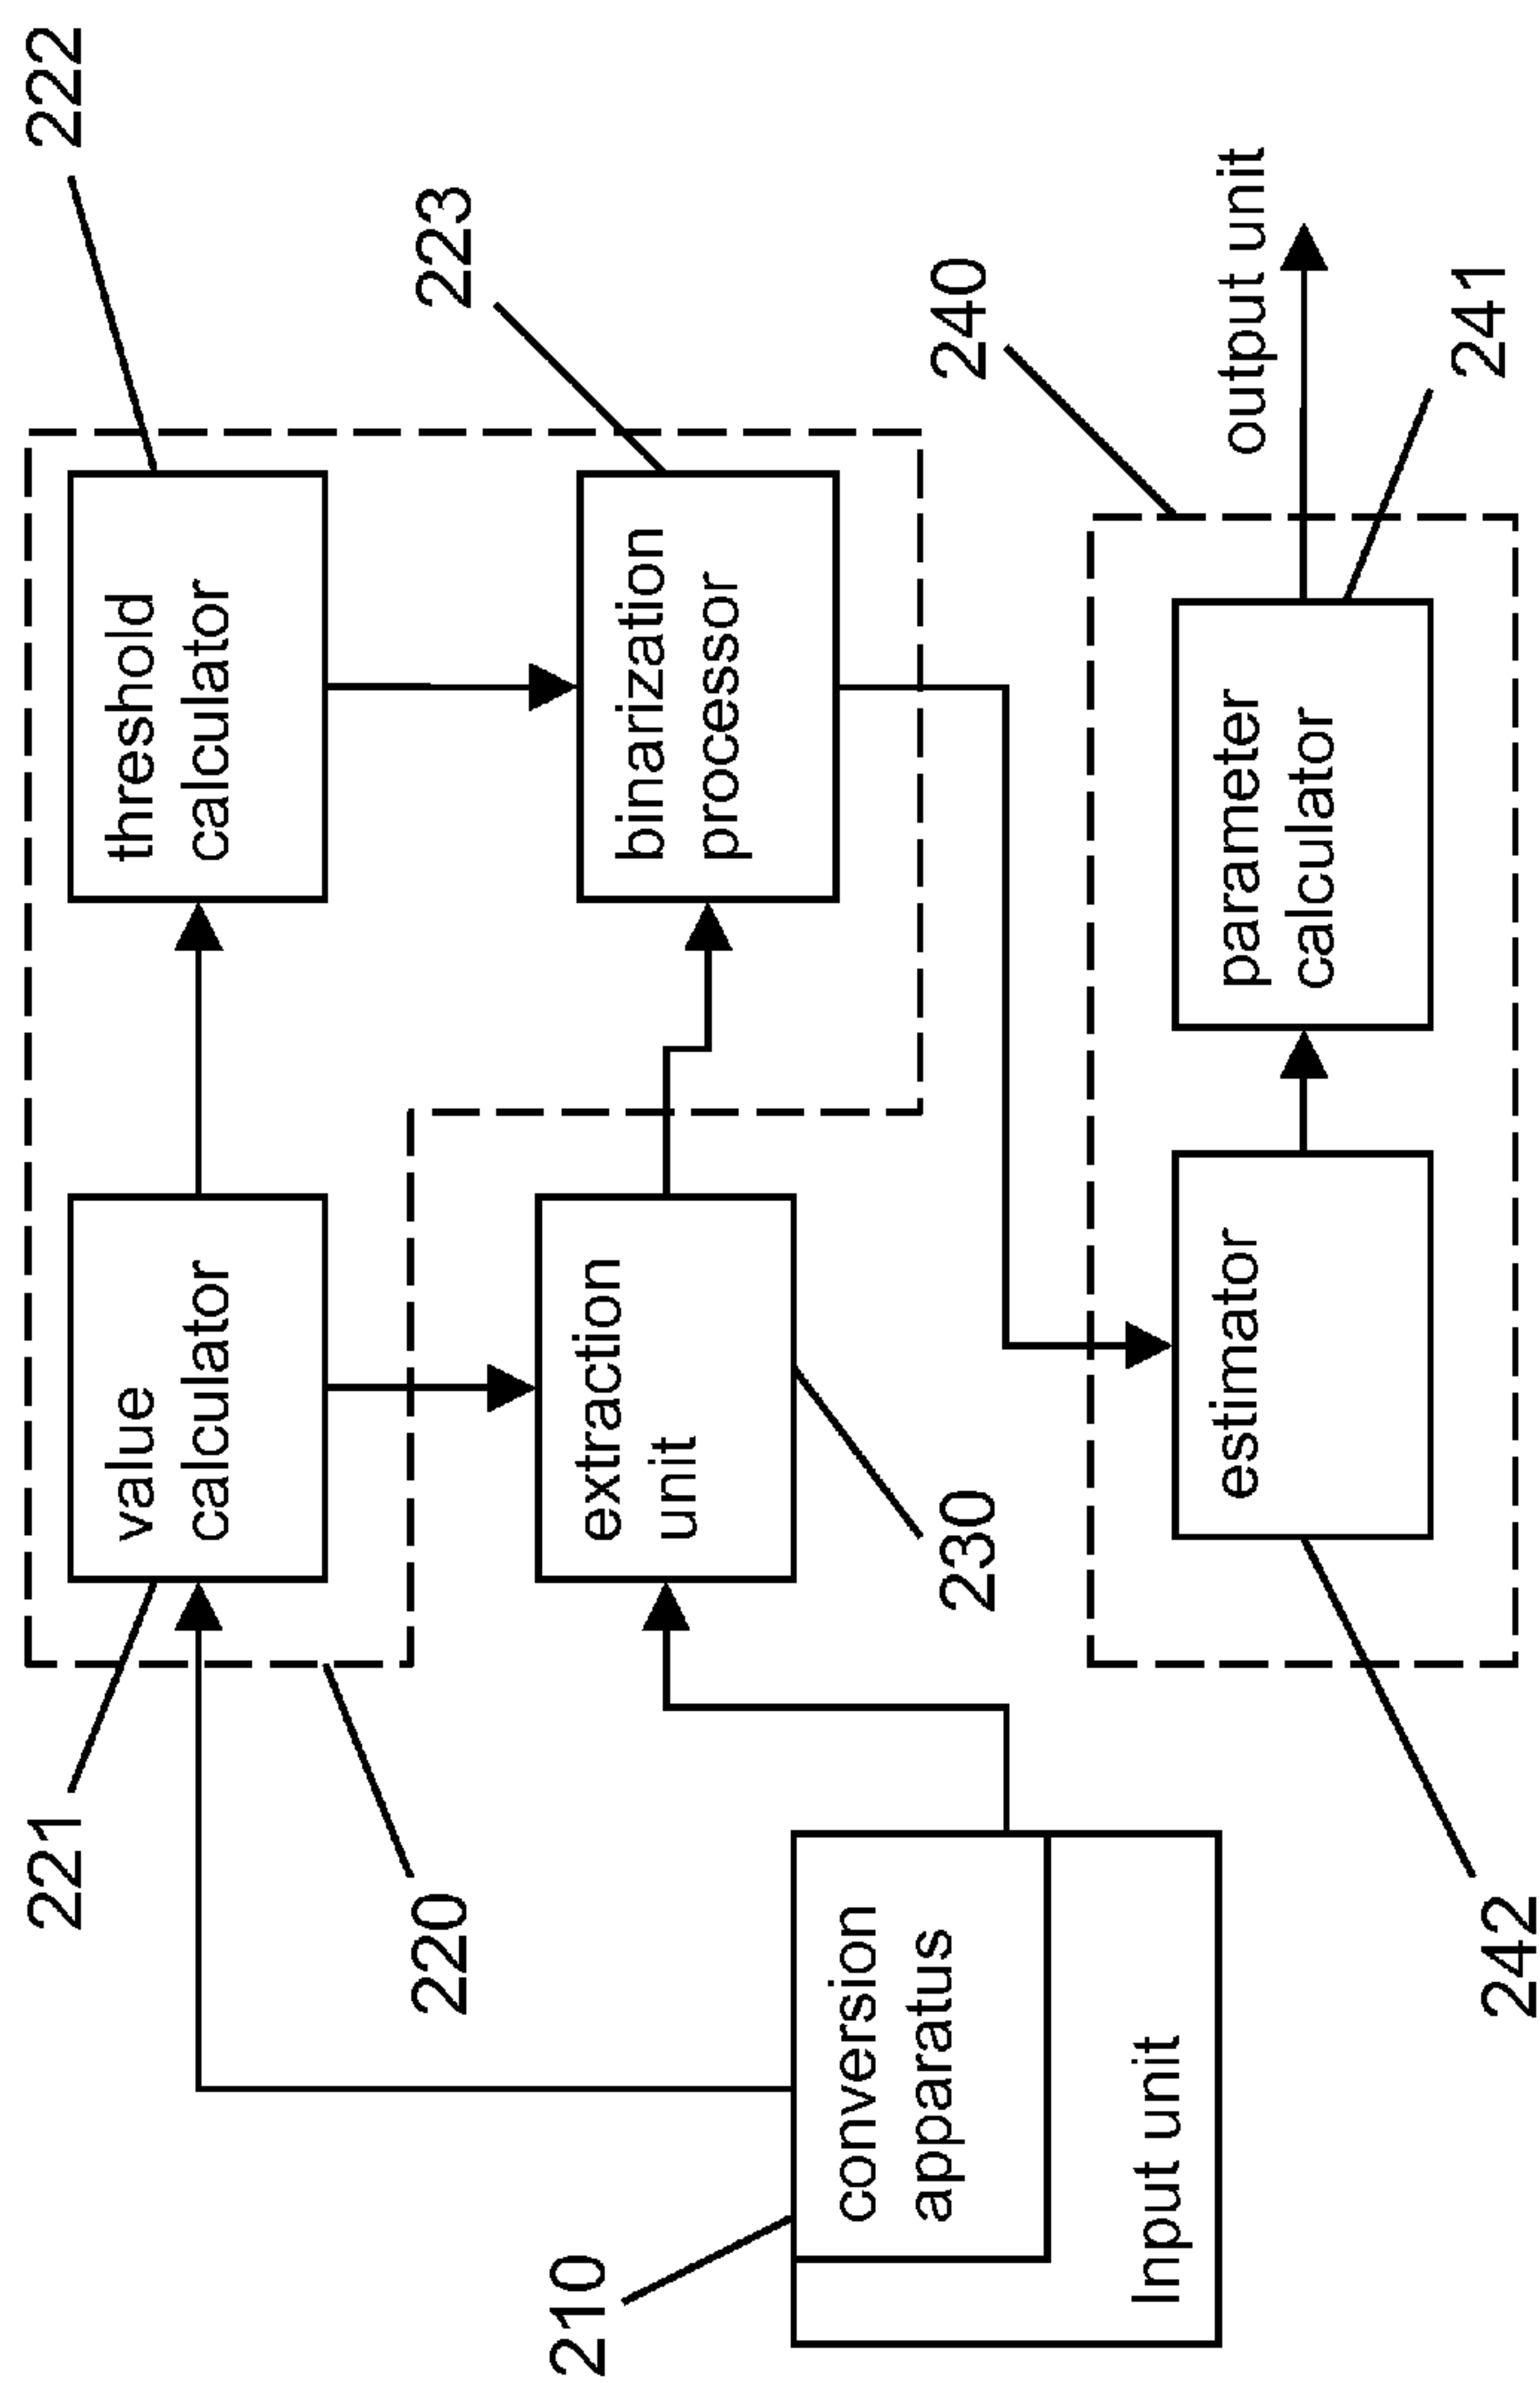 222
221
threshold
calculator
value
calculator
220
223
binarization
processor
extraction
unit
230
210
conversion
apparatus
Input unit
240
output unit
241
parameter
calculator
estimator
242